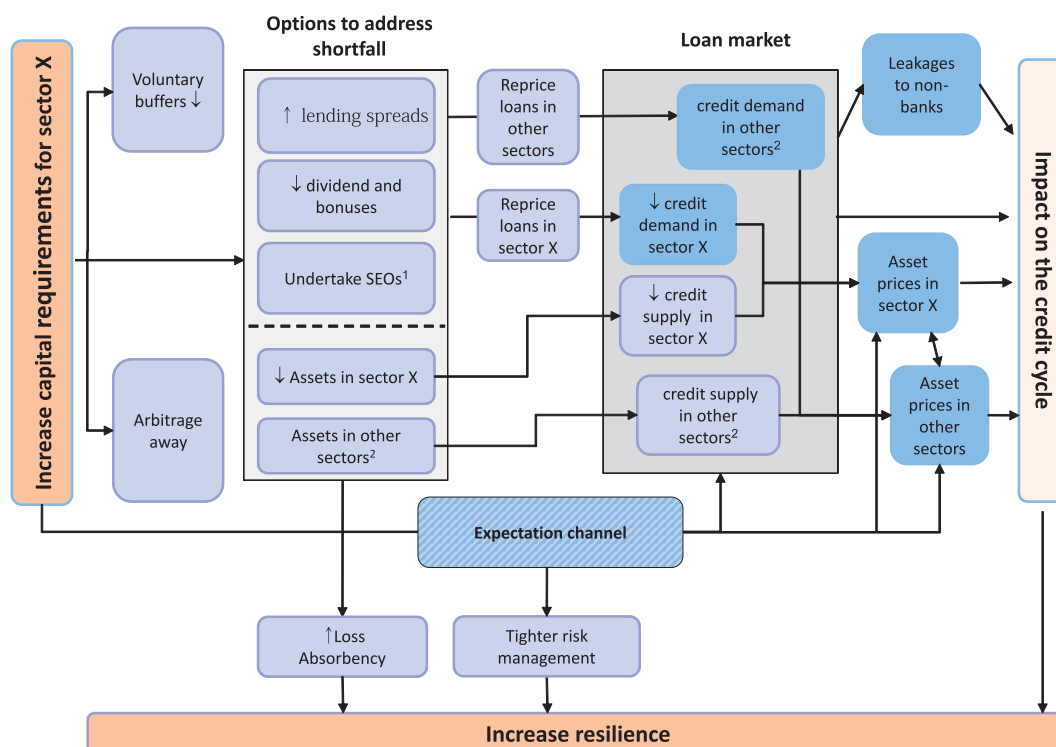 Increase capital requirements for sector X
Voluntary
buffers ↓
Arbitrage
away
Options to address
shortfall
↑ lending spreads
↓ dividend and
bonuses
Undertake SEOs¹
↓ Assets in sector X
Assets in other
sectors²
Reprice
loans in
other
sectors
Reprice
loans in
sector X
Loan market
credit demand
in other
sectors²
↓ credit
demand in
sector X
↓ credit
supply in
sector X
credit supply
in other
sectors²
Leakages
to non-
banks
Asset
prices in
sector X
Asset
prices in
other
sectors
Impact on the credit cycle
Expectation channel
↑Loss
Absorbency
Tighter risk
management
Increase resilience